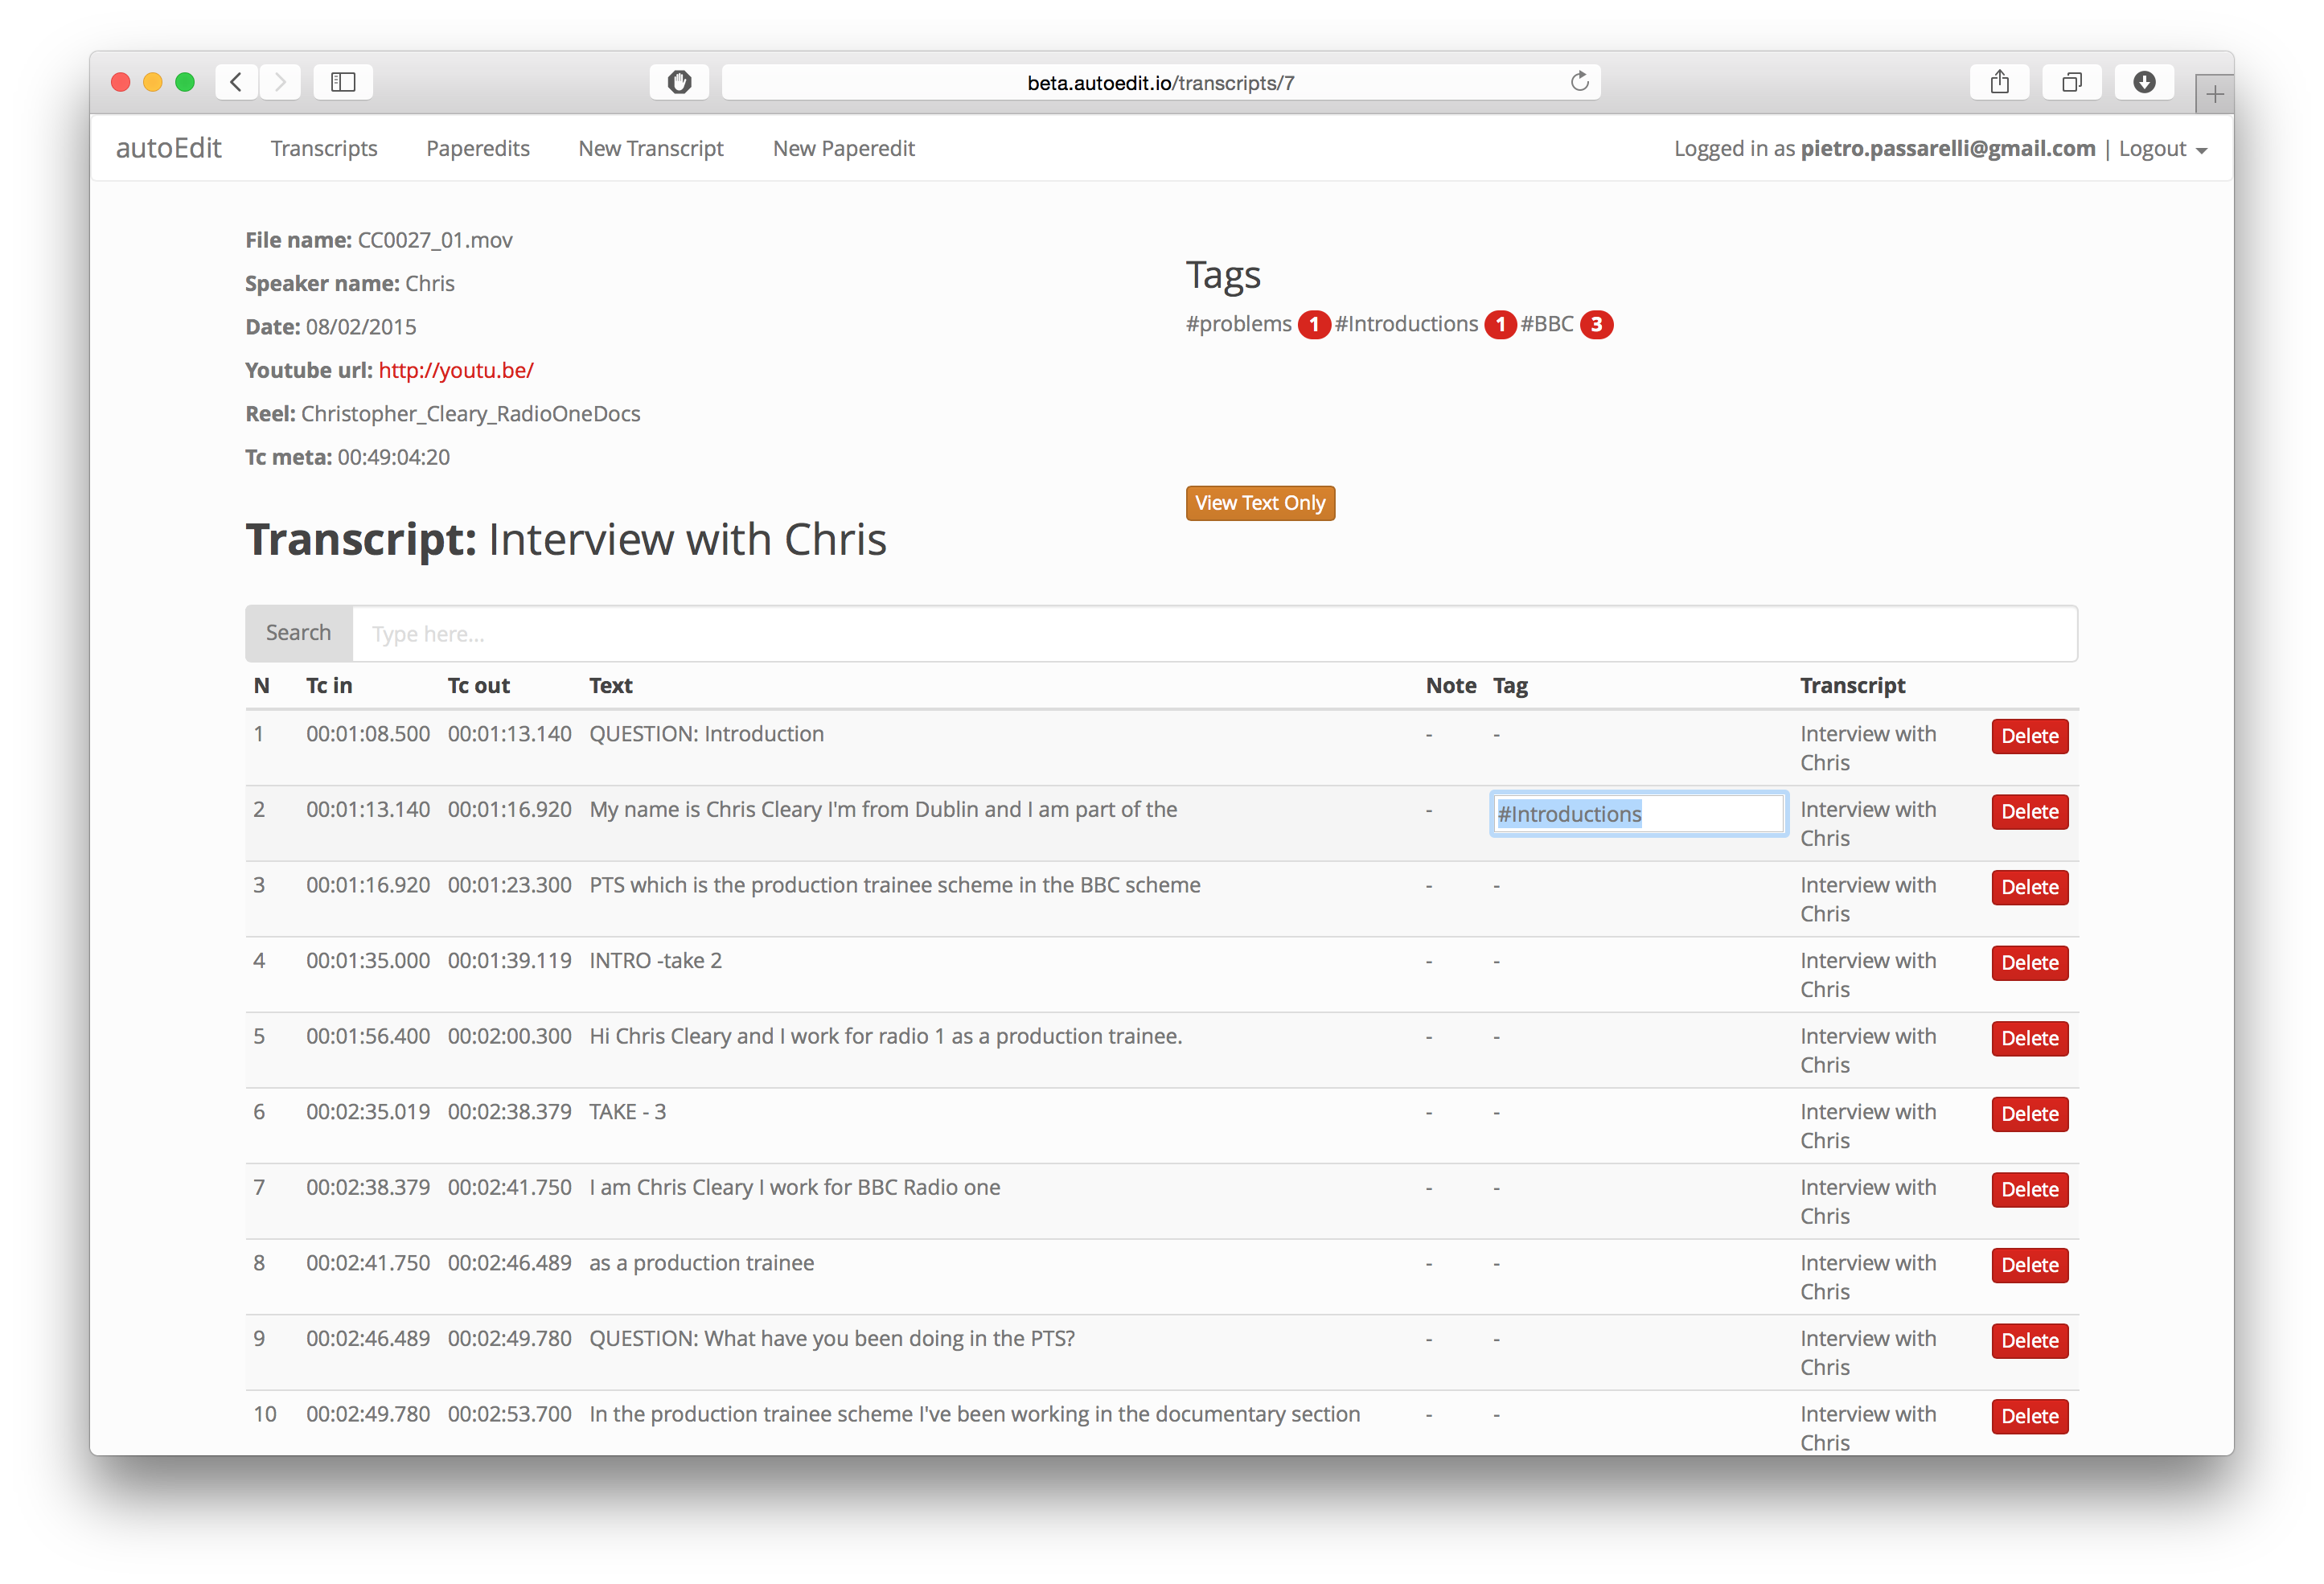 beta.autoedit.io/transcripts/7
autoEdit Transcripts Paperedits New Transcript New Paperedit Logged in as pietro.passarelli@gmail.com | Logout
File name: CC0027_01.mov
Speaker name: Chris
Date: 08/02/2015
Youtube url: http://youtu.be/
Reel: Christopher_Cleary_RadioOneDocs
Tc meta: 00:49:04:20
Tags
#problems 1 #Introductions 1 #BBC 3
View Text Only
Transcript: Interview with Chris
Search Type here...
N Tc in Tc out Text Note Tag Transcript
1 00:01:08.500 00:01:13.140 QUESTION: Introduction - - Interview with Delete
Chris
2 00:01:13.140 00:01:16.920 My name is Chris Cleary I'm from Dublin and I am part of the - #Introductions Interview with Delete
Chris
3 00:01:16.920 00:01:23.300 PTS which is the production trainee scheme in the BBC scheme - - Interview with Delete
Chris
4 00:01:35.000 00:01:39.119 INTRO -take 2 - - Interview with Delete
Chris
5 00:01:56.400 00:02:00.300 Hi Chris Cleary and I work for radio 1 as a production trainee. - - Interview with Delete
Chris
6 00:02:35.019 00:02:38.379 TAKE - 3 - - Interview with Delete
Chris
7 00:02:38.379 00:02:41.750 I am Chris Cleary I work for BBC Radio one - - Interview with Delete
Chris
8 00:02:41.750 00:02:46.489 as a production trainee - - Interview with Delete
Chris
9 00:02:46.489 00:02:49.780 QUESTION: What have you been doing in the PTS? - - Interview with Delete
Chris
10 00:02:49.780 00:02:53.700 In the production trainee scheme I've been working in the documentary section - - Interview with Delete
Chris